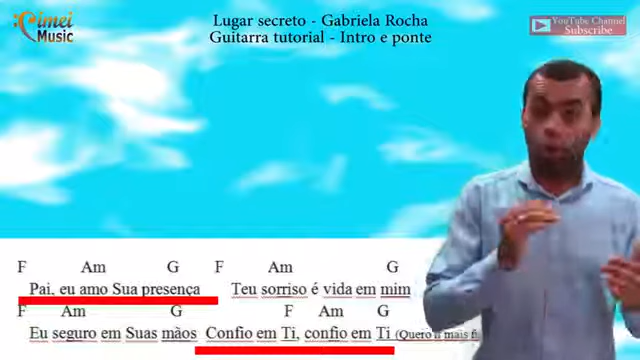 Cimei
Music
Lugar secreto - Gabriela Rocha
Guitarra tutorial - Intro e ponte
YouTube Channel
Subscribe
F Am G F Am G
Pai, eu amo Sua presença Teu sorriso é vida em mim
F Am G F Am G
Eu seguro em Suas mãos Confio em Ti, confio em Ti (Quero ir mais